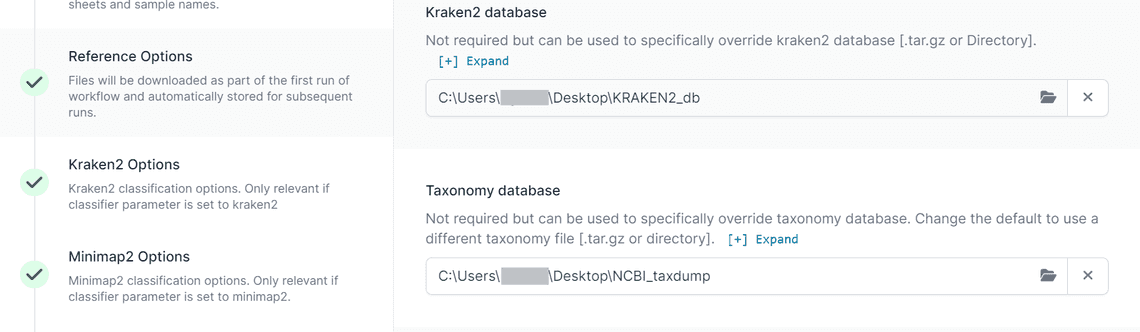 sheets and sample names.
Reference Options
Files will be downloaded as part of the first run of
workflow and automatically stored for subsequent
runs.
Kraken2 Options
Kraken2 classification options. Only relevant if
classifier parameter is set to kraken2
Minimap2 Options
Minimap2 classification options. Only relevant if
classifier parameter is set to minimap2.
Kraken2 database
Not required but can be used to specifically override kraken2 database [.tar.gz or Directory].
[+] Expand
C:\Users\ \Desktop\KRAKEN2_db
Taxonomy database
Not required but can be used to specifically override taxonomy database. Change the default to use a
different taxonomy file [.tar.gz or directory]. [+] Expand
C:\Users\ \Desktop\NCBI_taxdump